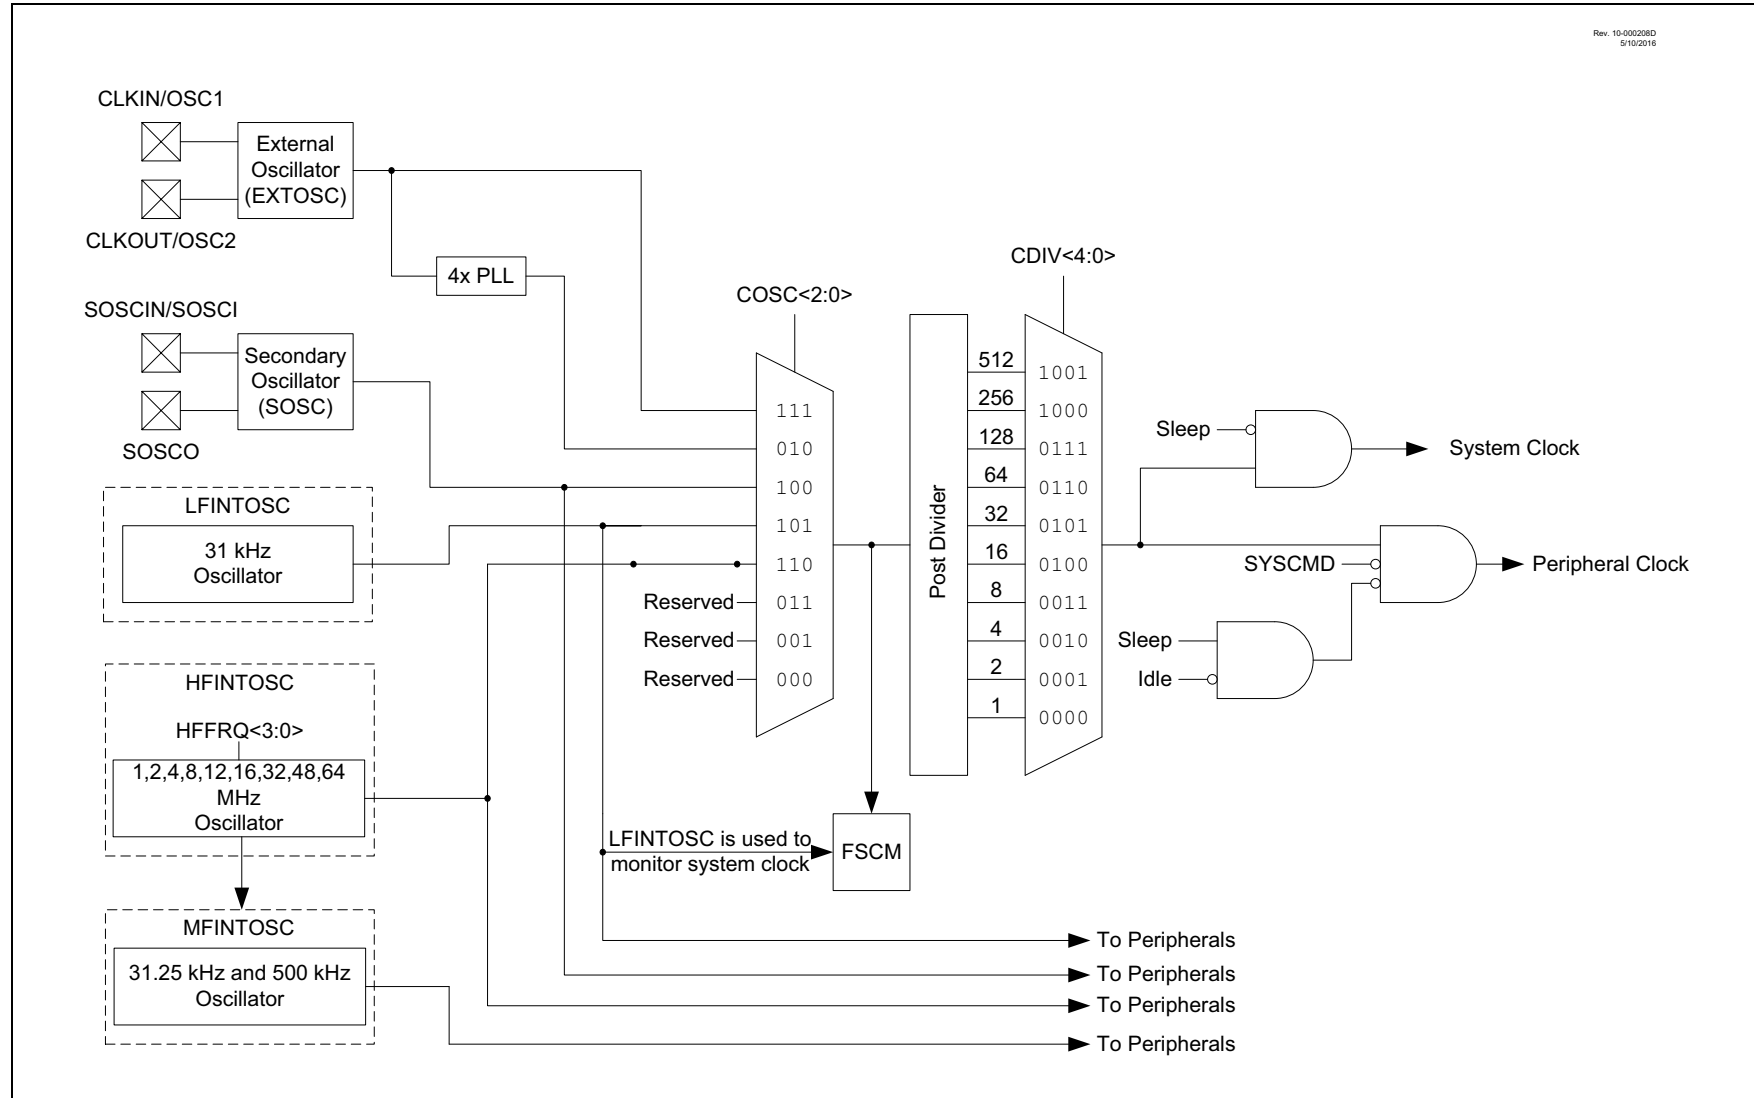 Rev. 10-000208D
5/10/2016
CLKIN/OSC1
External
Oscillator
(EXTOSC)
CLKOUT/OSC2
4x PLL
SOSCIN/SOSCI
Secondary
Oscillator
(SOSC)
SOSCO
LFINTOSC
31 kHz
Oscillator
HFINTOSC
HFFRQ<3:0>
1,2,4,8,12,16,32,48,64
MHz
Oscillator
MFINTOSC
31.25 kHz and 500 kHz
Oscillator
COSC<2:0>
111
010
100
101
110
Reserved 011
Reserved 001
Reserved 000
LFINTOSC is used to
monitor system clock
FSCM
Post Divider
CDIV<4:0>
512 1001
256 1000
128 0111
64 0110
32 0101
16 0100
8 0011
4 0010
2 0001
1 0000
Sleep
System Clock
SYSCMD
Peripheral Clock
Sleep
Idle
To Peripherals
To Peripherals
To Peripherals
To Peripherals